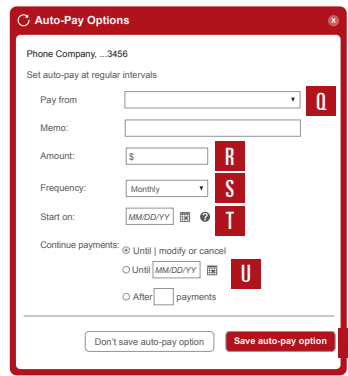 Auto-Pay Options x
Phone Company, ...3456
Set auto-pay at regular intervals
Pay from Q
Memo:
Amount: $ R
Frequency: Monthly S
Start on: MM/DD/YY ? T
Continue payments: Until | modify or cancel
Until MM/DD/YY U
After payments
Don't save auto-pay option Save auto-pay option